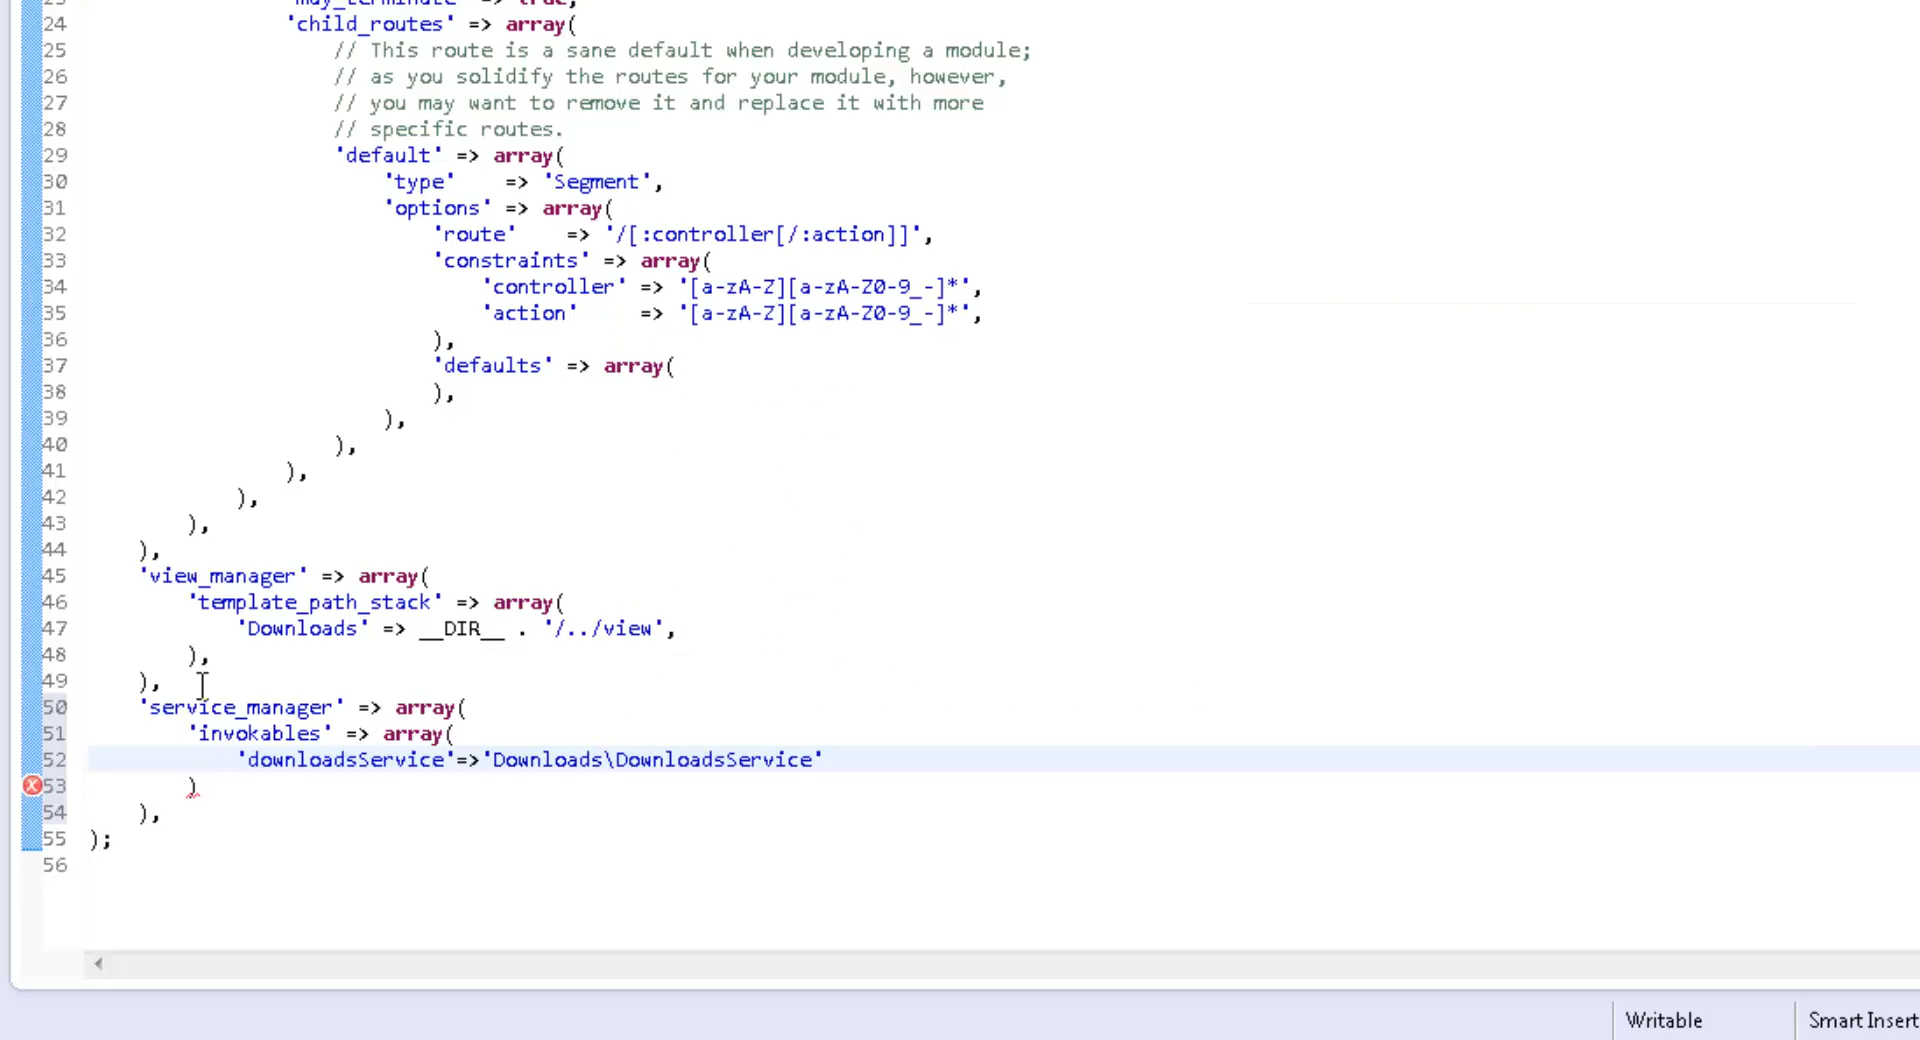 23 'may_terminate' => true,
24 'child_routes' => array(
25 // This route is a sane default when developing a module;
26 // as you solidify the routes for your module, however,
27 // you may want to remove it and replace it with more
28 // specific routes.
29 'default' => array(
30 'type'    => 'Segment',
31 'options' => array(
32 'route'    => '/[:controller[/:action]]',
33 'constraints' => array(
34 'controller' => '[a-zA-Z][a-zA-Z0-9_-]*',
35 'action'     => '[a-zA-Z][a-zA-Z0-9_-]*',
36 ),
37 'defaults' => array(
38 ),
39 ),
40 ),
41 ),
42 ),
43 ),
44 ),
45 'view_manager' => array(
46 'template_path_stack' => array(
47 'Downloads' => __DIR__ . '/../view',
48 ),
49 ),
50 'service_manager' => array(
51 'invokables' => array(
52 'downloadsService'=>'Downloads\DownloadsService'
53 )
54 ),
55 );
56
Writable
Smart Insert